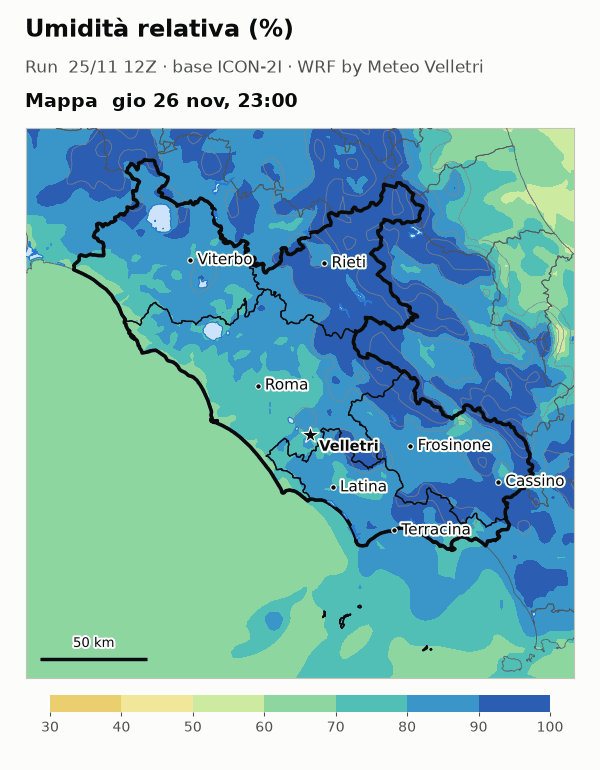 Umidità relativa (%)
Run  25/11 12Z · base ICON-2I · WRF by Meteo Velletri
Mappa  gio 26 nov, 23:00
Viterbo
Rieti
Roma
Velletri
Frosinone
Latina
Cassino
Terracina
50 km
30 40 50 60 70 80 90 100